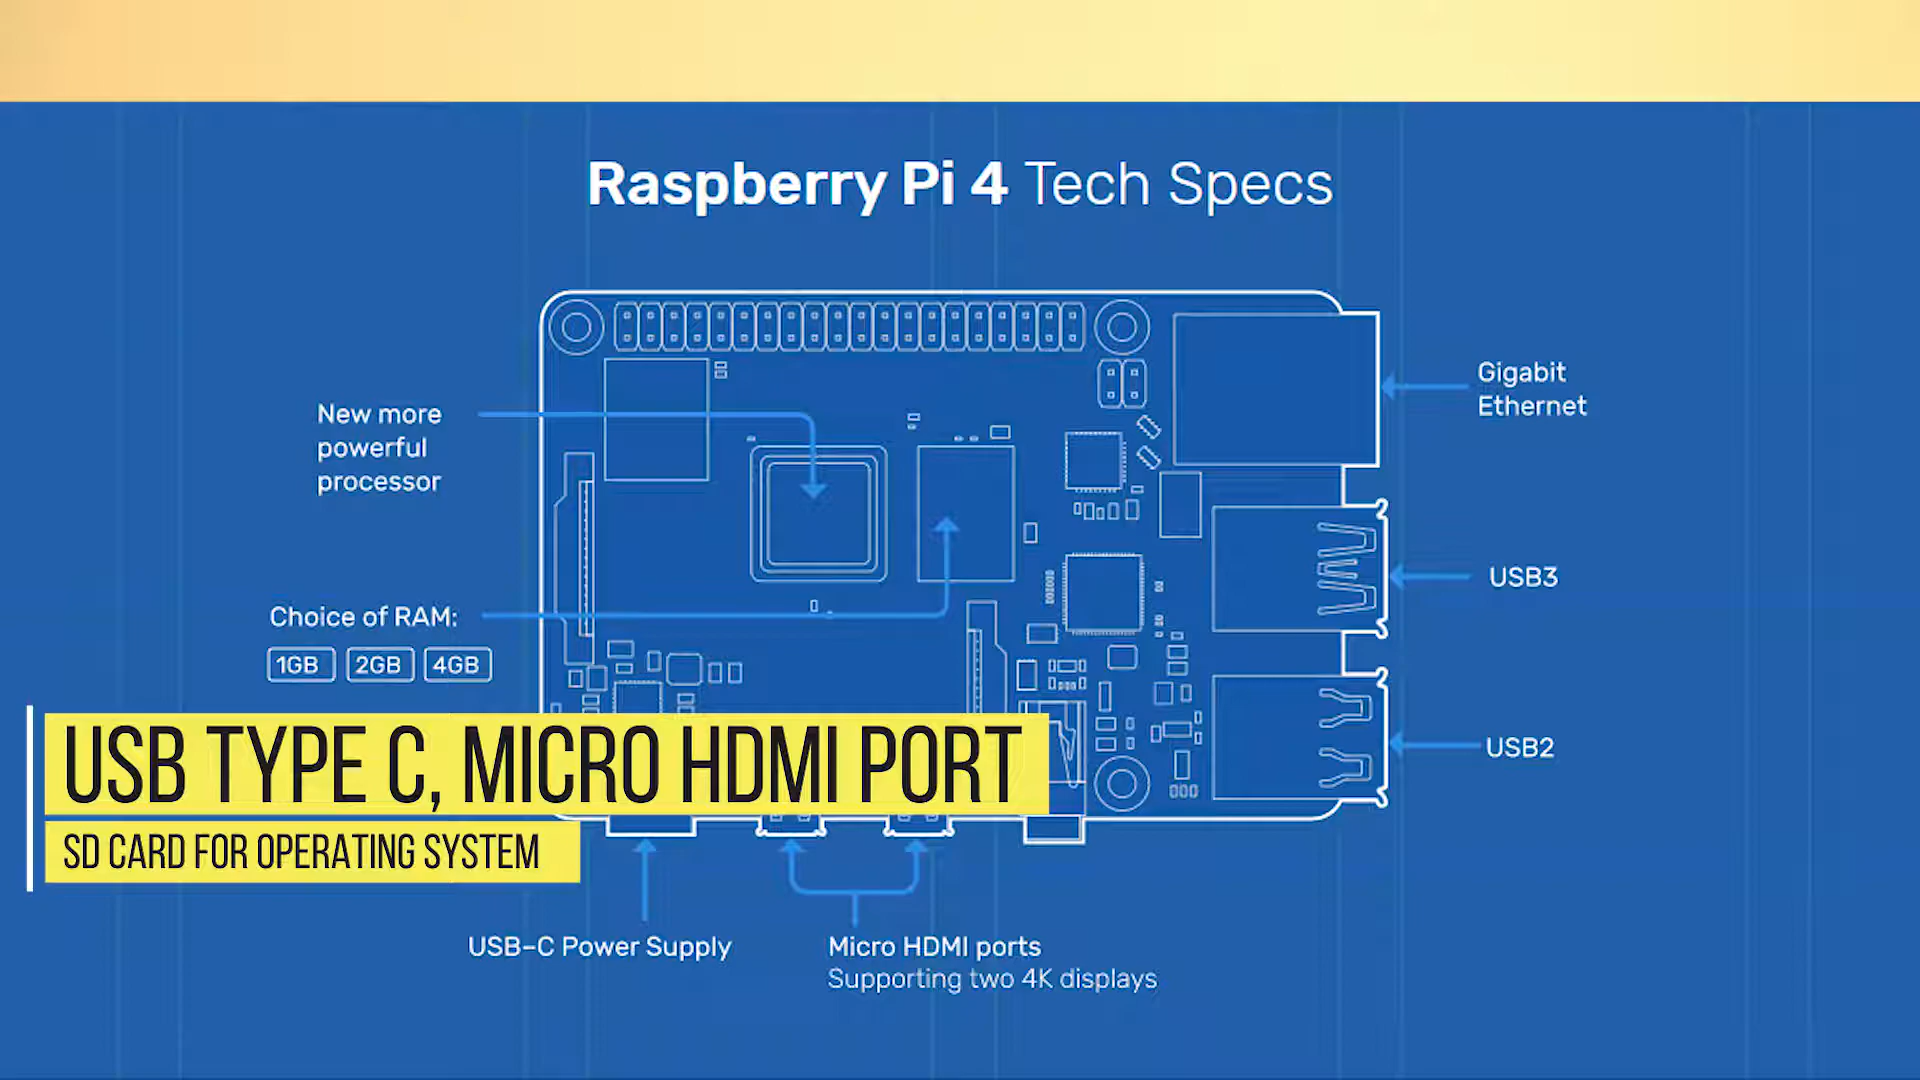 Raspberry Pi 4 Tech Specs
New more
powerful
processor
Gigabit
Ethernet
USB3
Choice of RAM:
1GB 2GB 4GB
USB2
USB TYPE C, MICRO HDMI PORT
SD CARD FOR OPERATING SYSTEM
USB-C Power Supply
Micro HDMI ports
Supporting two 4K displays